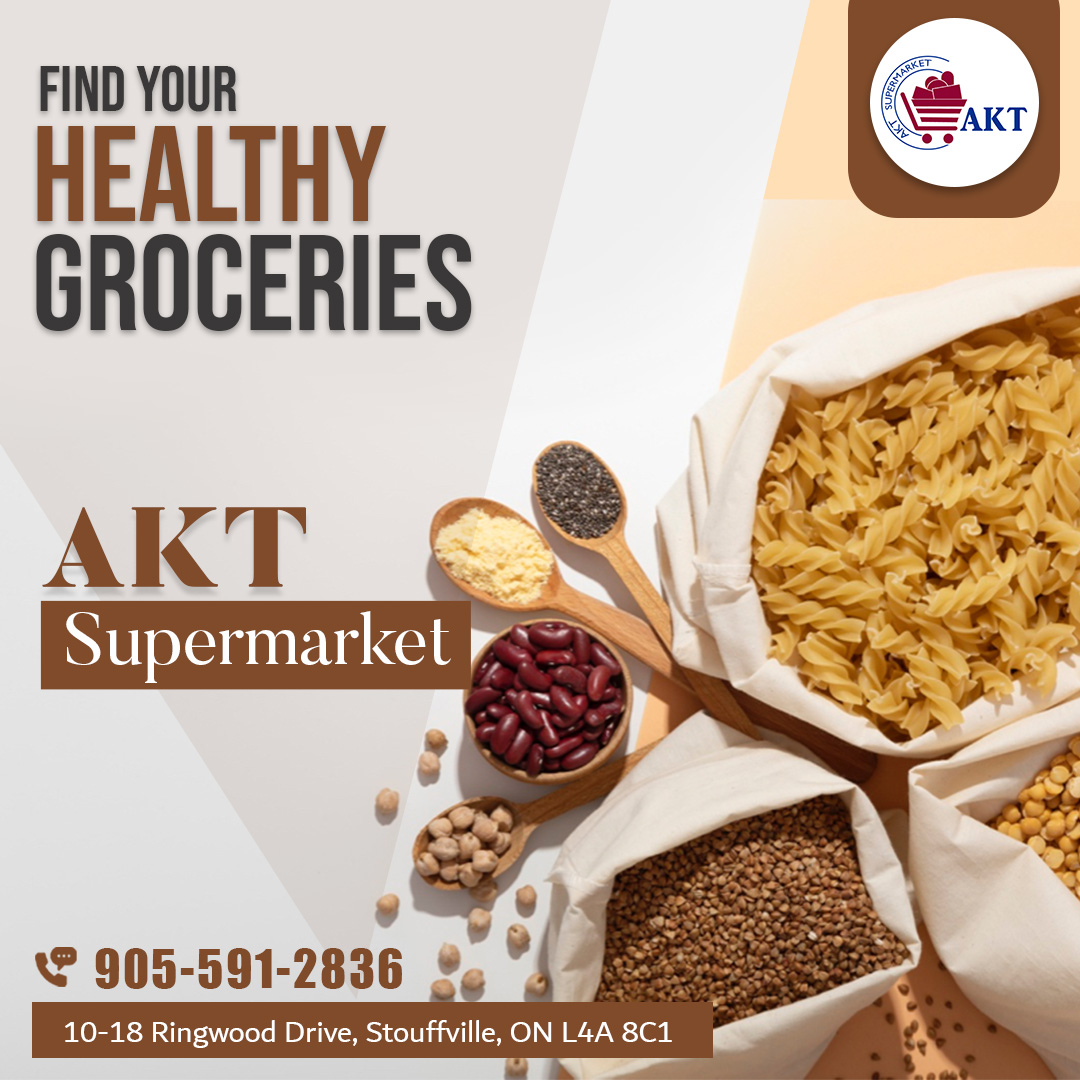 FIND YOUR
HEALTHY
GROCERIES
AKT SUPERMARKET
AKT
AKT
Supermarket
905-591-2836
10-18 Ringwood Drive, Stouffville, ON L4A 8C1